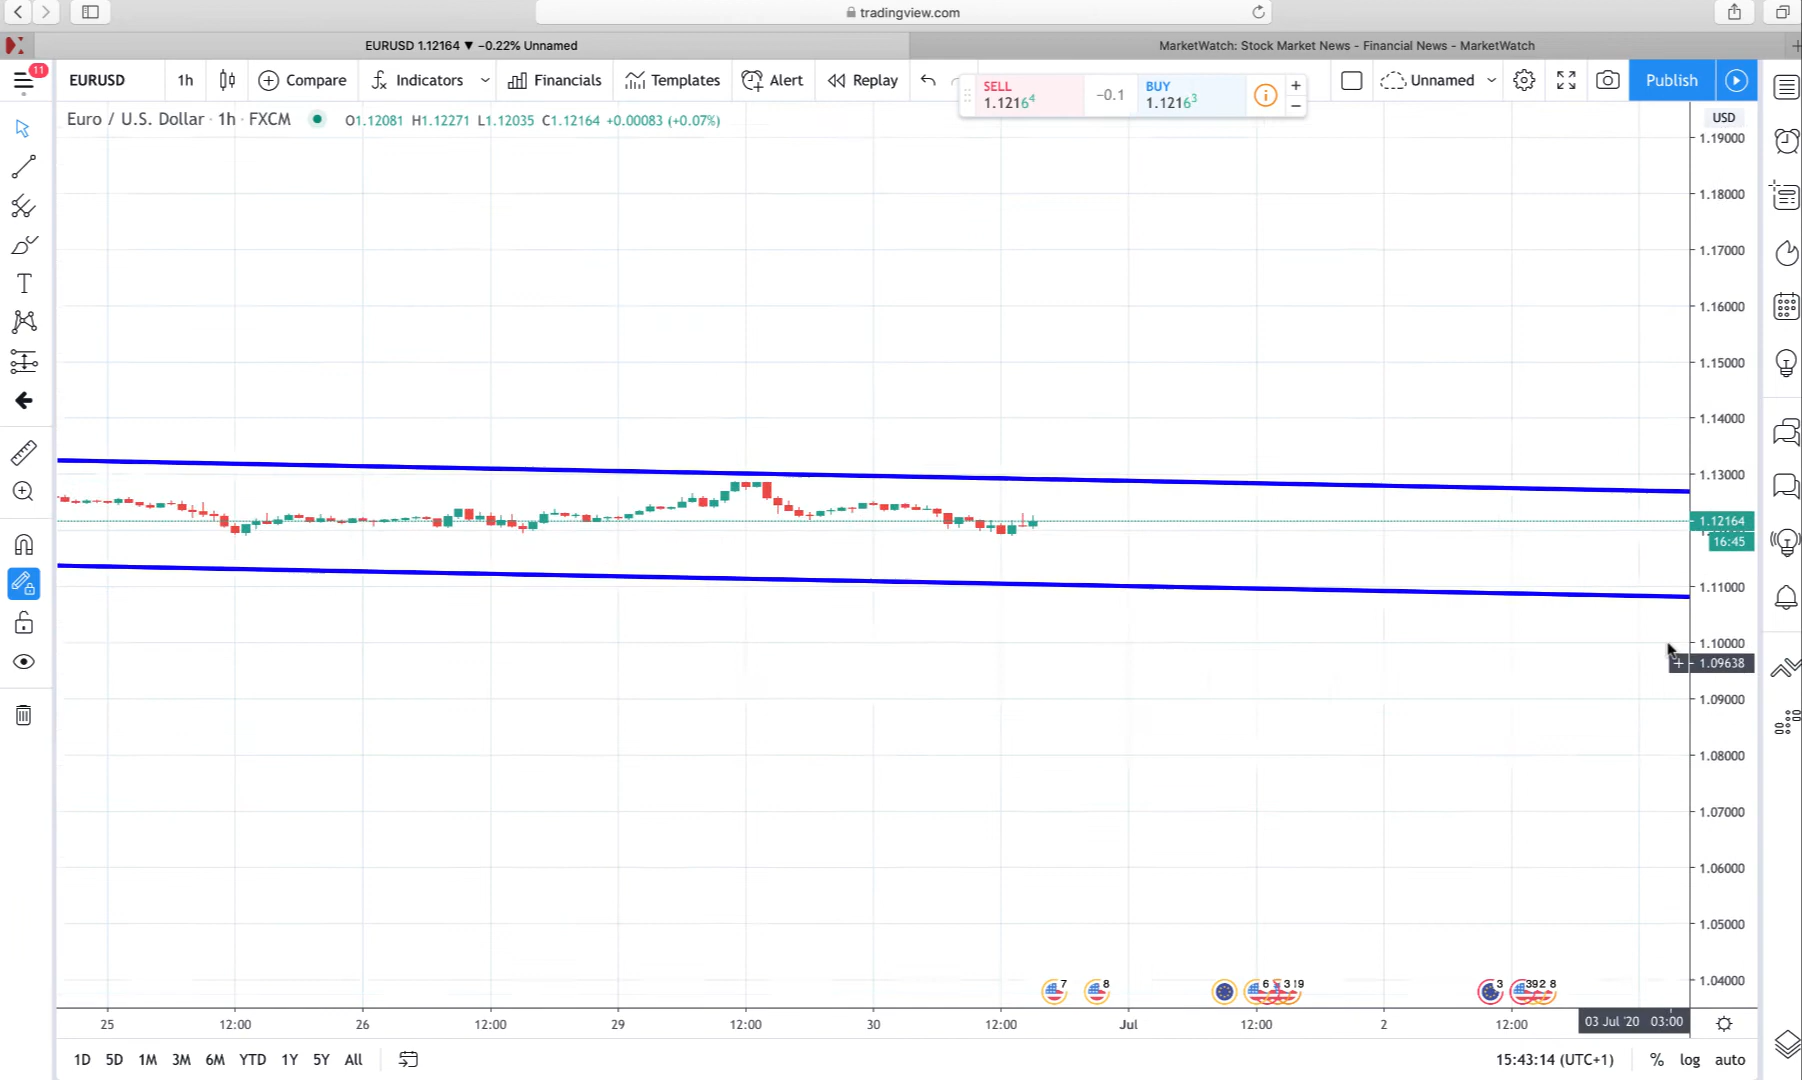 tradingview.com
EURUSD 1.12164 ▼ −0.22% Unnamed
MarketWatch: Stock Market News - Financial News - MarketWatch
11
EURUSD 1h Compare Indicators Financials Templates Alert Replay
SELL
1.12164
−0.1
BUY
1.12163
Unnamed
Publish
Euro / U.S. Dollar · 1h · FXCM
O1.12081 H1.12271 L1.12035 C1.12164 +0.00083 (+0.07%)
USD
1.19000
1.18000
1.17000
1.16000
1.15000
1.14000
1.13000
1.12164
16:45
1.11000
1.10000
1.09638
1.09000
1.08000
1.07000
1.06000
1.05000
1.04000
7 8 6 3 3 8
25 12:00 26 12:00 29 12:00 30 12:00 Jul 12:00 2 12:00 03 Jul '20 03:00
1D 5D 1M 3M 6M YTD 1Y 5Y All
15:43:14 (UTC+1) % log auto